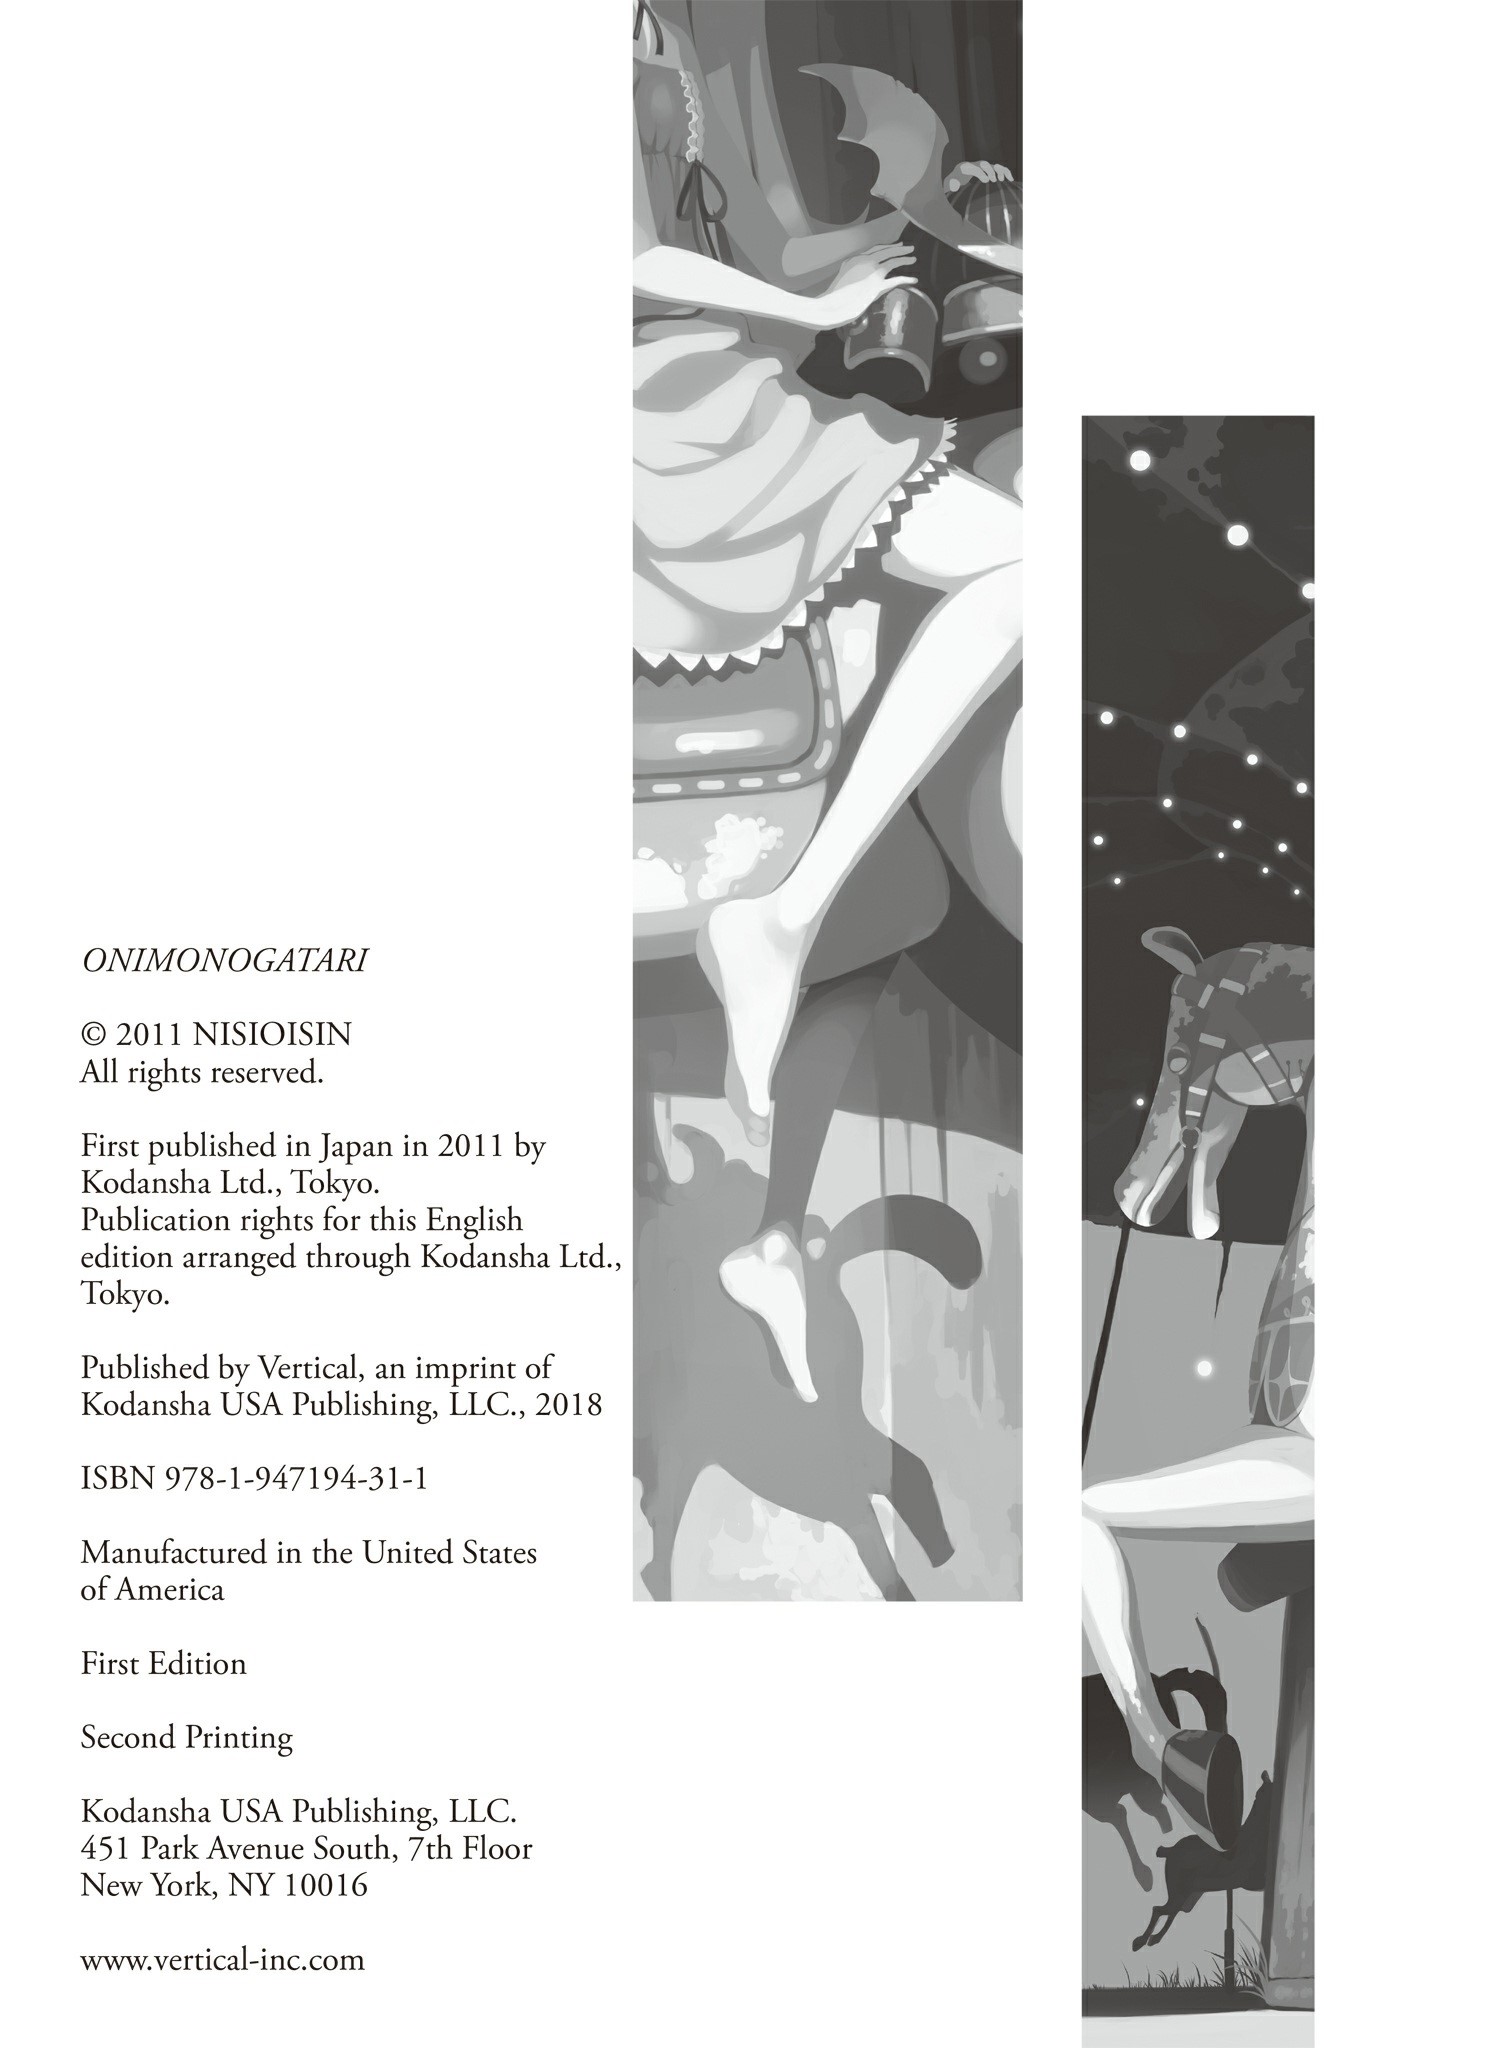 ONIMONOGATARI
© 2011 NISIOISIN
All rights reserved.
First published in Japan in 2011 by
Kodansha Ltd., Tokyo.
Publication rights for this English
edition arranged through Kodansha Ltd.,
Tokyo.
Published by Vertical, an imprint of
Kodansha USA Publishing, LLC., 2018
ISBN 978-1-947194-31-1
Manufactured in the United States
of America
First Edition
Second Printing
Kodansha USA Publishing, LLC.
451 Park Avenue South, 7th Floor
New York, NY 10016
www.vertical-inc.com